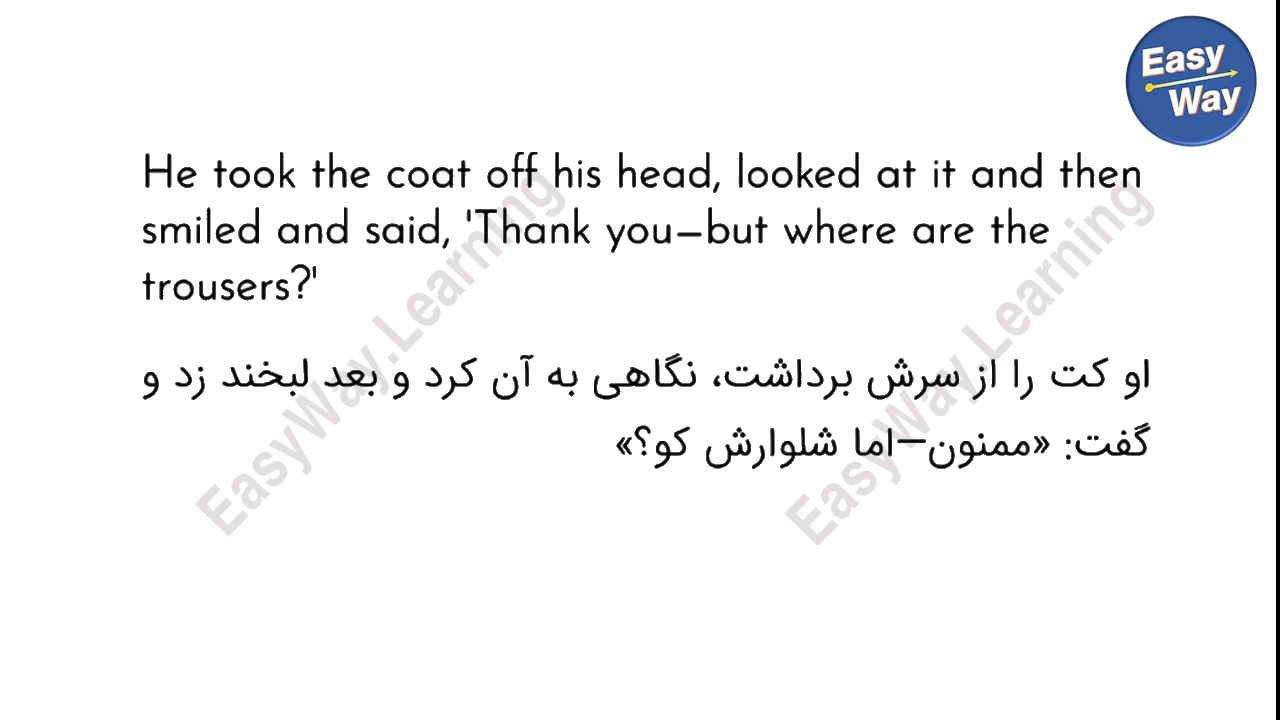 Easy
Way
He took the coat off his head, looked at it and then
smiled and said, 'Thank you—but where are the
trousers?'
او کت را از سرش برداشت، نگاهی به آن کرد و بعد لبخند زد و
گفت: «ممنون—اما شلوارش کو؟»
EasyWay.Learning
EasyWay.Learning